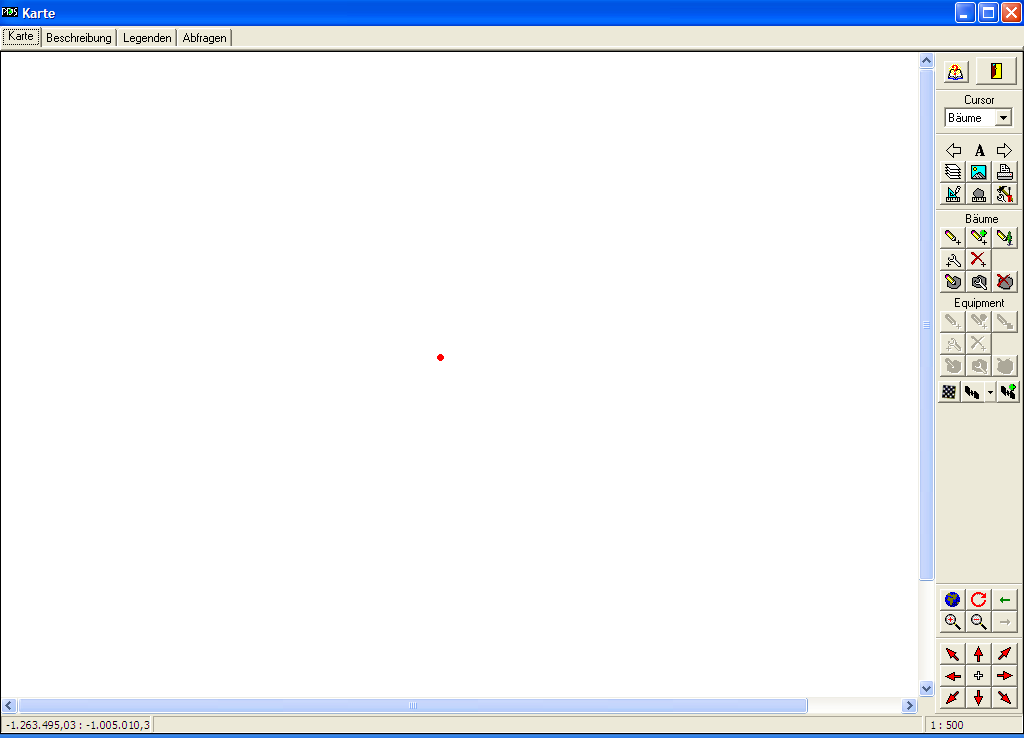 PDS Karte
Karte Beschreibung Legenden Abfragen
Cursor
Bäume
A
Bäume
Equipment
-1.263.495,03 : -1.005.010,3
1 : 500